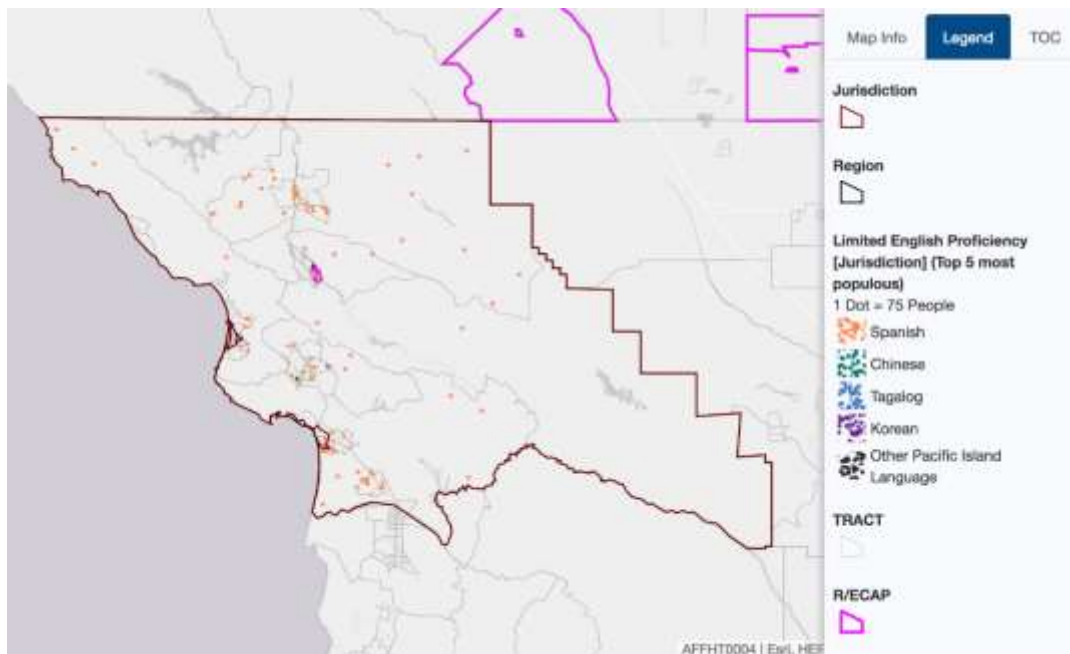 Map Info Legend TOC
Jurisdiction
Region
Limited English Proficiency
[Jurisdiction] (Top 5 most
populous)
1 Dot = 75 People
Spanish
Chinese
Tagalog
Korean
Other Pacific Island
Language
TRACT
R/ECAP
AFFHT0004 | Esri, HER